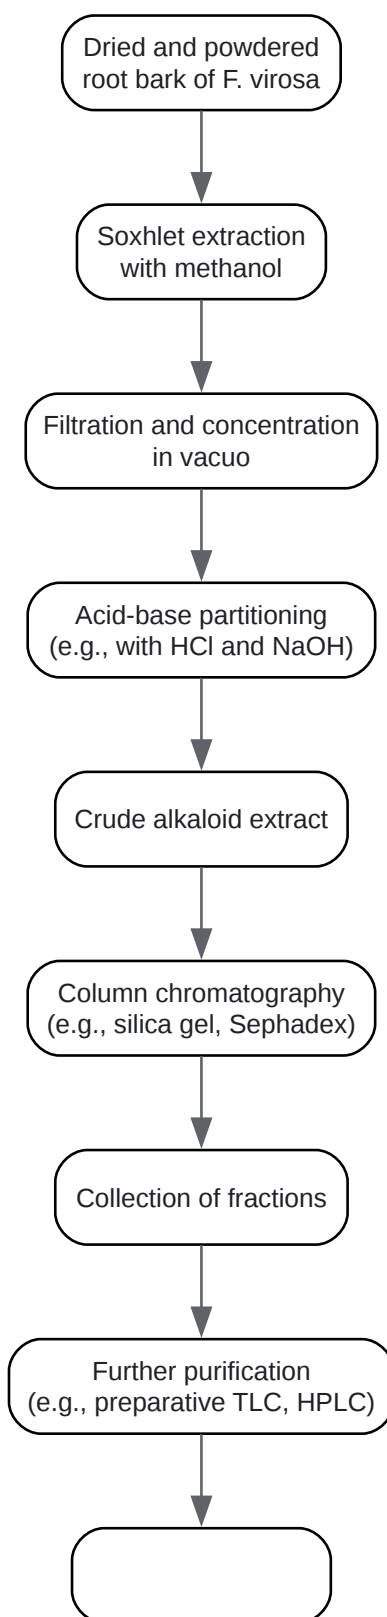 Dried and powdered
root bark of F. virosa
Soxhlet extraction
with methanol
Filtration and concentration
in vacuo
Acid-base partitioning
(e.g., with HCl and NaOH)
Crude alkaloid extract
Column chromatography
(e.g., silica gel, Sephadex)
Collection of fractions
Further purification
(e.g., preparative TLC, HPLC)